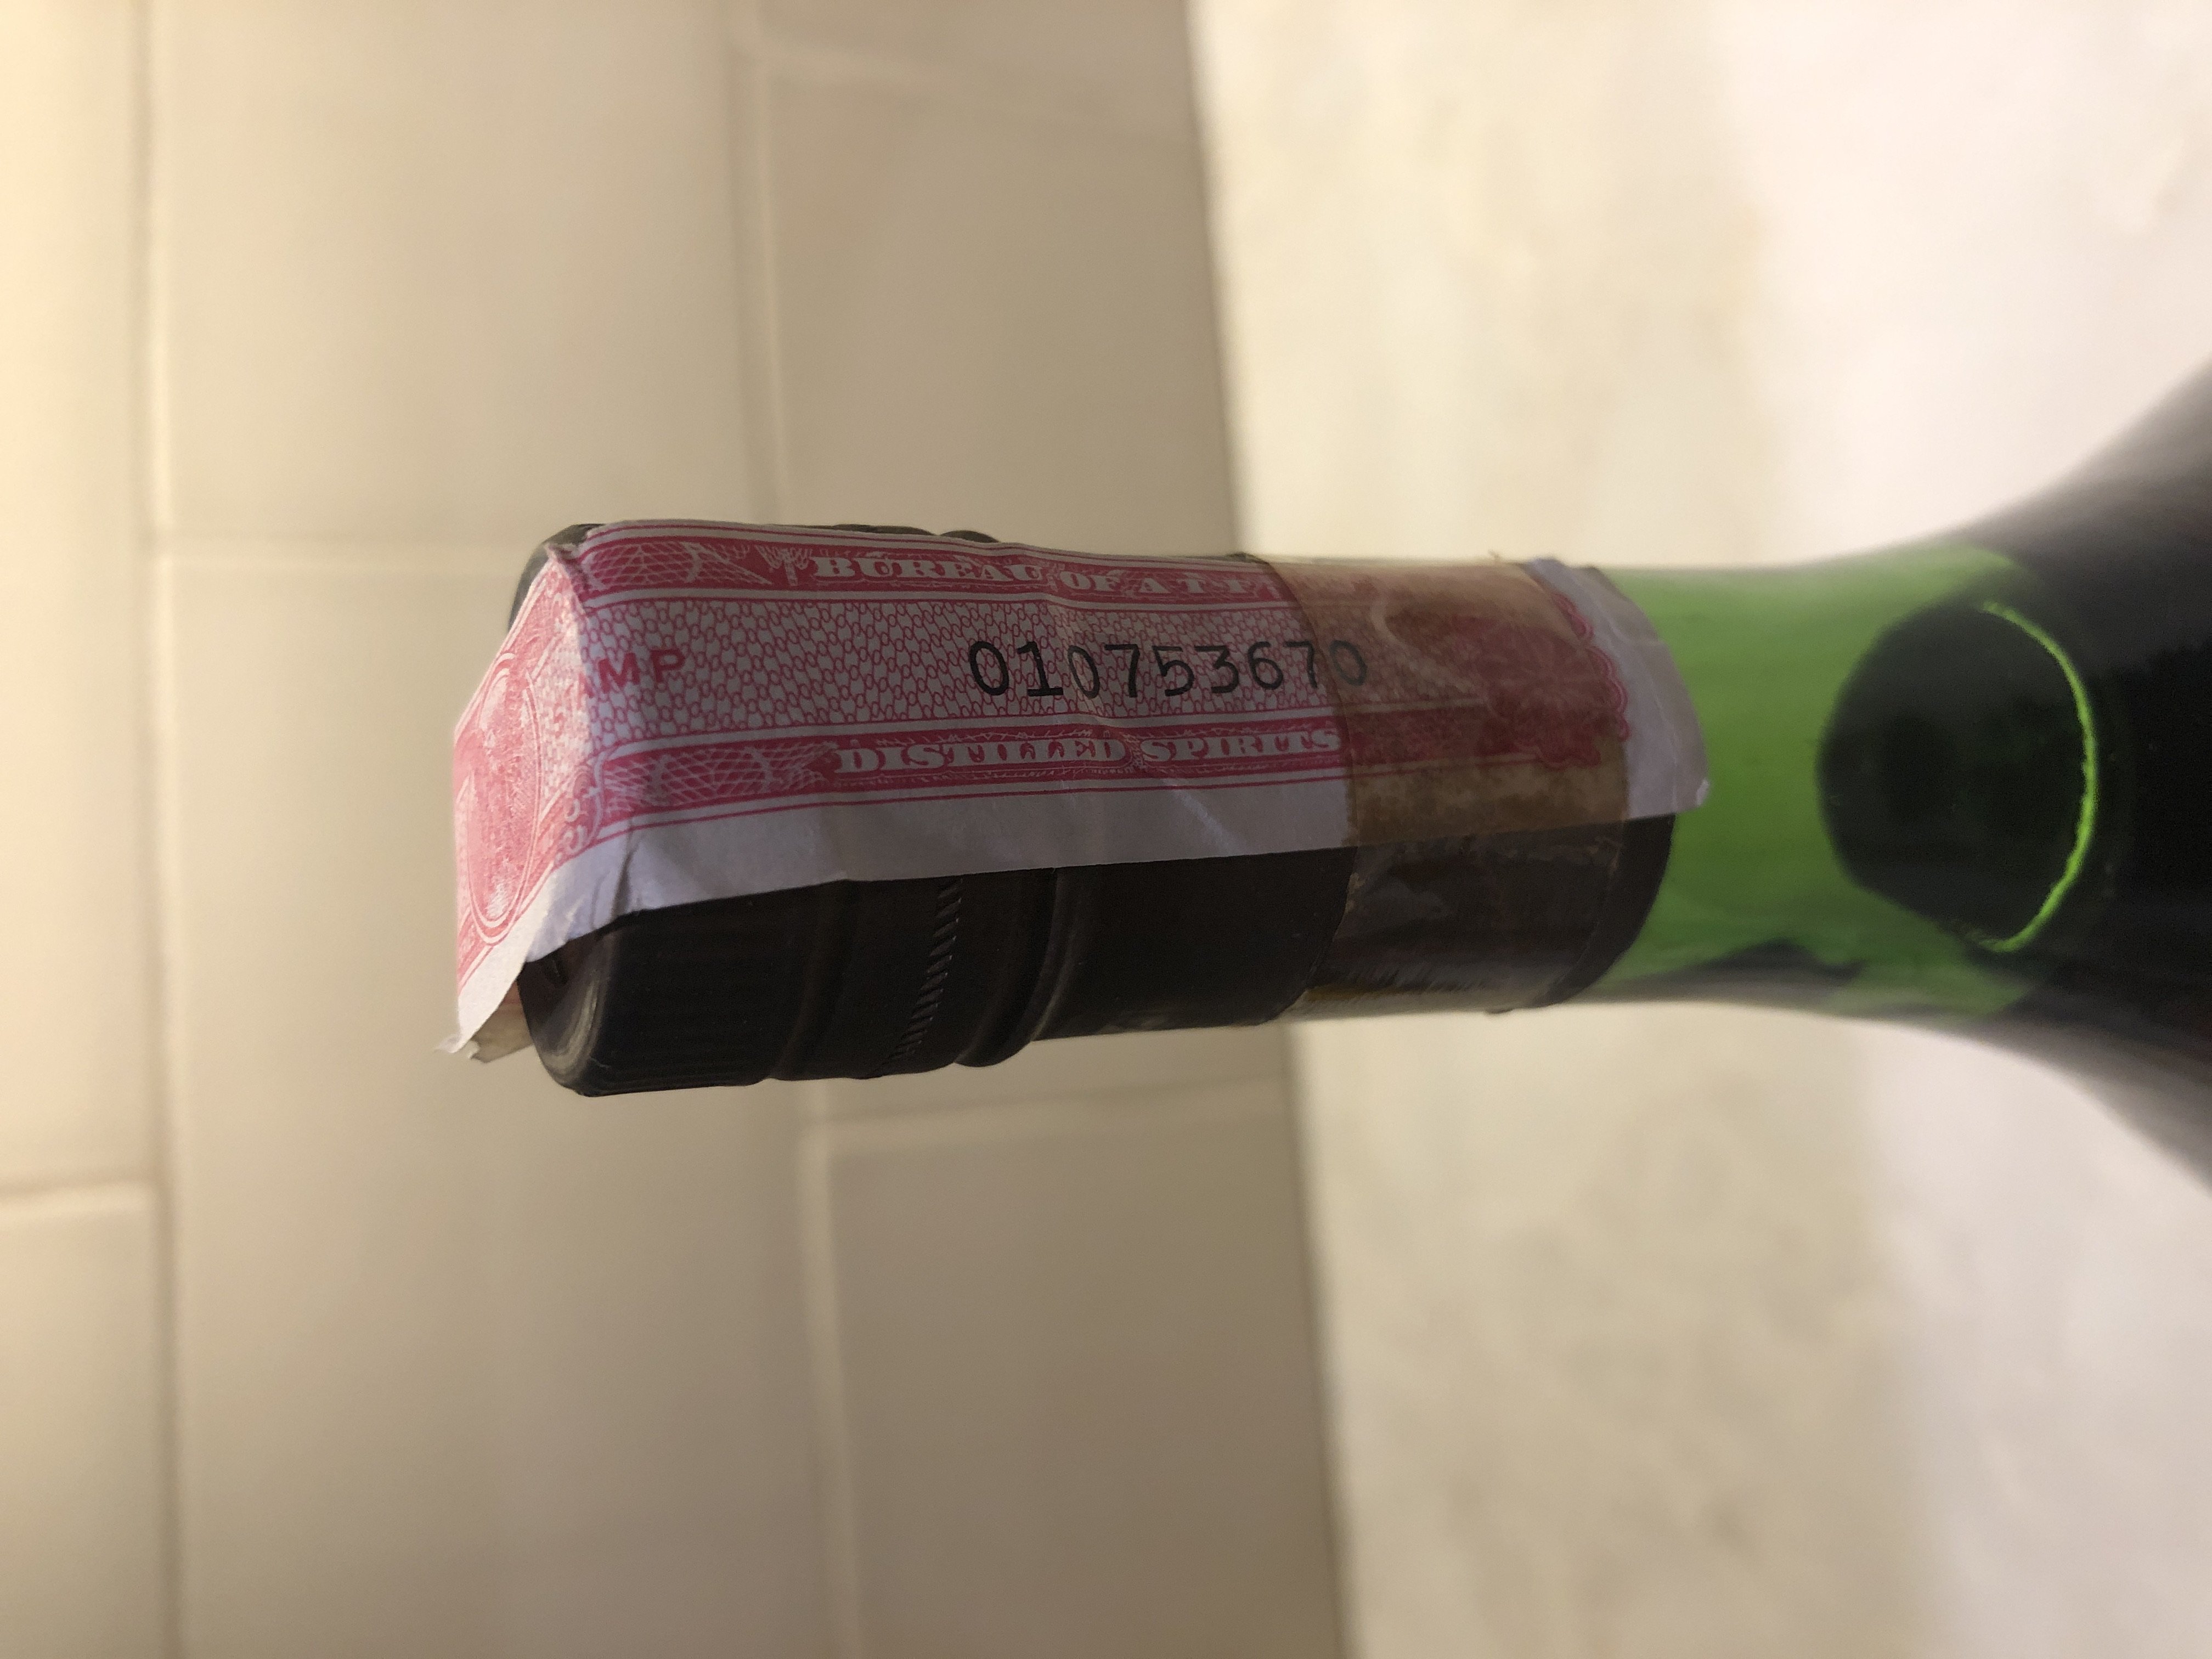 BUREAU OF A T F
MP
010753670
DISTILLED SPIRITS